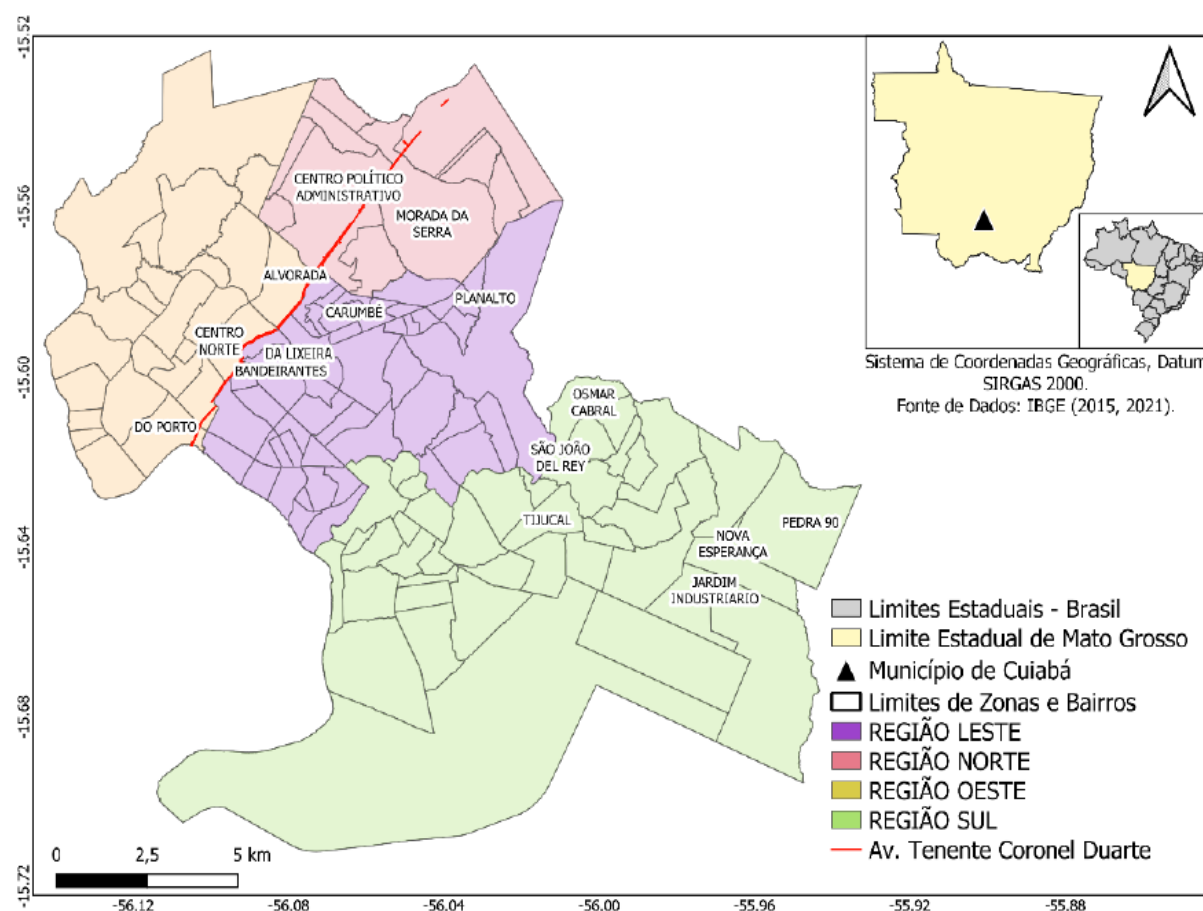 -15.52
-15.56
-15.60
-15.64
-15.68
-15.72
CENTRO POLÍTICO
ADMINISTRATIVO
MORADA DA
SERRA
ALVORADA
PLANALTO
CARUMBÉ
CENTRO
NORTE
DA LIXEIRA
BANDEIRANTES
DO PORTO
OSMAR
CABRAL
SÃO JOÃO
DEL REY
TIJUCAL
PEDRA 90
NOVA
ESPERANÇA
JARDIM
INDUSTRIARIO
Sistema de Coordenadas Geográficas, Datum
SIRGAS 2000.
Fonte de Dados: IBGE (2015, 2021).
Limites Estaduais - Brasil
Limite Estadual de Mato Grosso
Município de Cuiabá
Limites de Zonas e Bairros
REGIÃO LESTE
REGIÃO NORTE
REGIÃO OESTE
REGIÃO SUL
Av. Tenente Coronel Duarte
0 2,5 5 km
-56.12 -56.08 -56.04 -56.00 -55.96 -55.92 -55.88